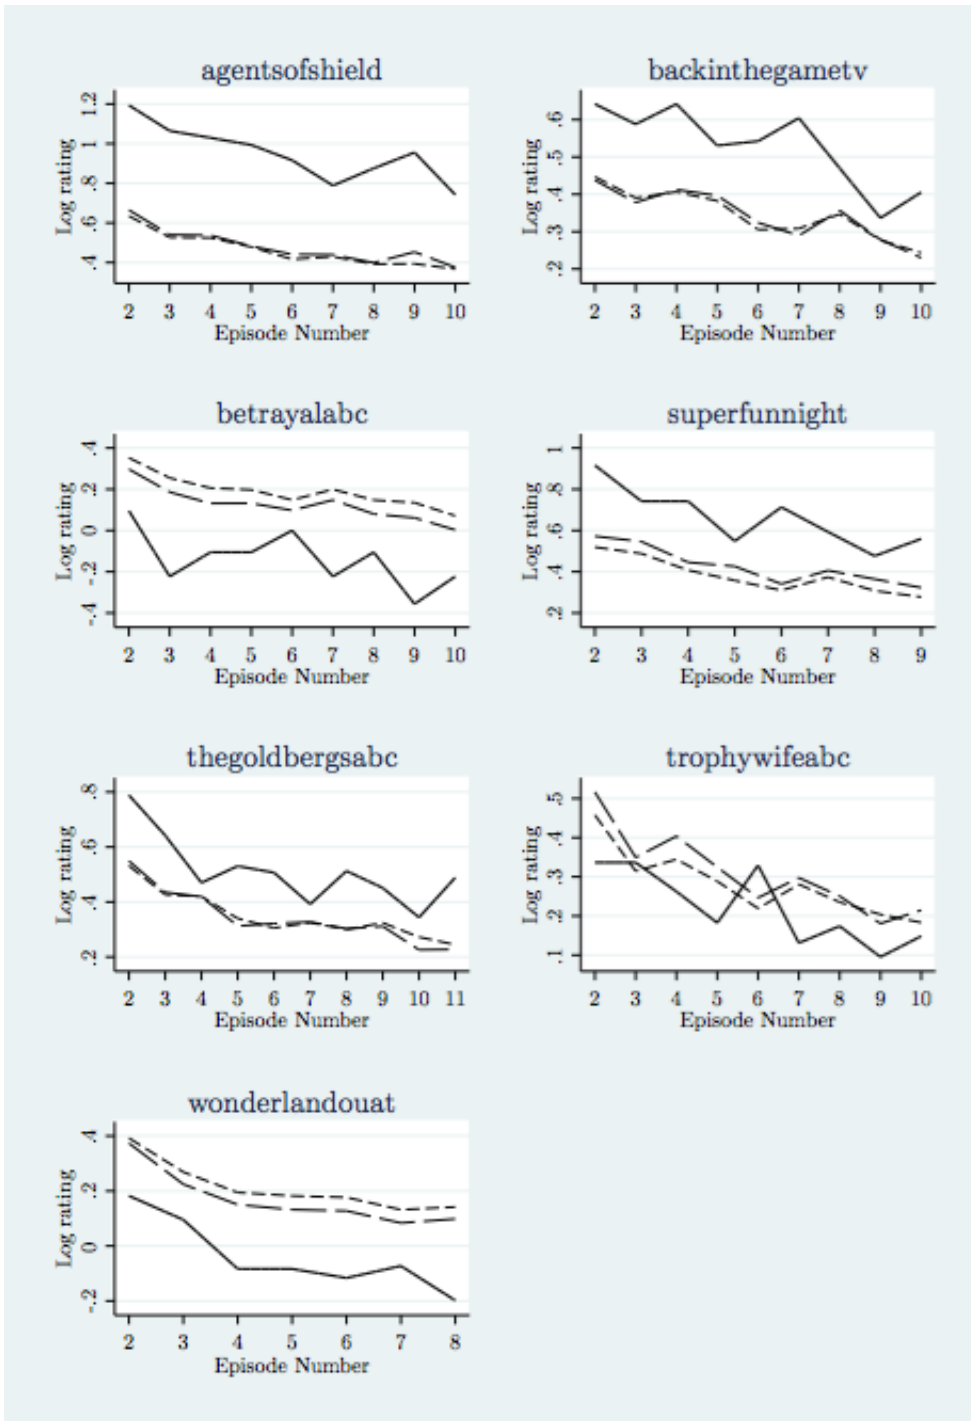 agentsofshield
Log rating
.4 .6 .8 1 1.2
2 3 4 5 6 7 8 9 10
Episode Number
backinthegametv
Log rating
.2 .3 .4 .5 .6
2 3 4 5 6 7 8 9 10
Episode Number
betrayalabc
Log rating
-.4 -.2 0 .2 .4
2 3 4 5 6 7 8 9 10
Episode Number
superfunnight
Log rating
.2 .4 .6 .8 1
2 3 4 5 6 7 8 9
Episode Number
thegoldbergsabc
Log rating
.2 .4 .6 .8
2 3 4 5 6 7 8 9 10 11
Episode Number
trophywifeabc
Log rating
.1 .2 .3 .4 .5
2 3 4 5 6 7 8 9 10
Episode Number
wonderlandouat
Log rating
-.2 0 .2 .4
2 3 4 5 6 7 8
Episode Number